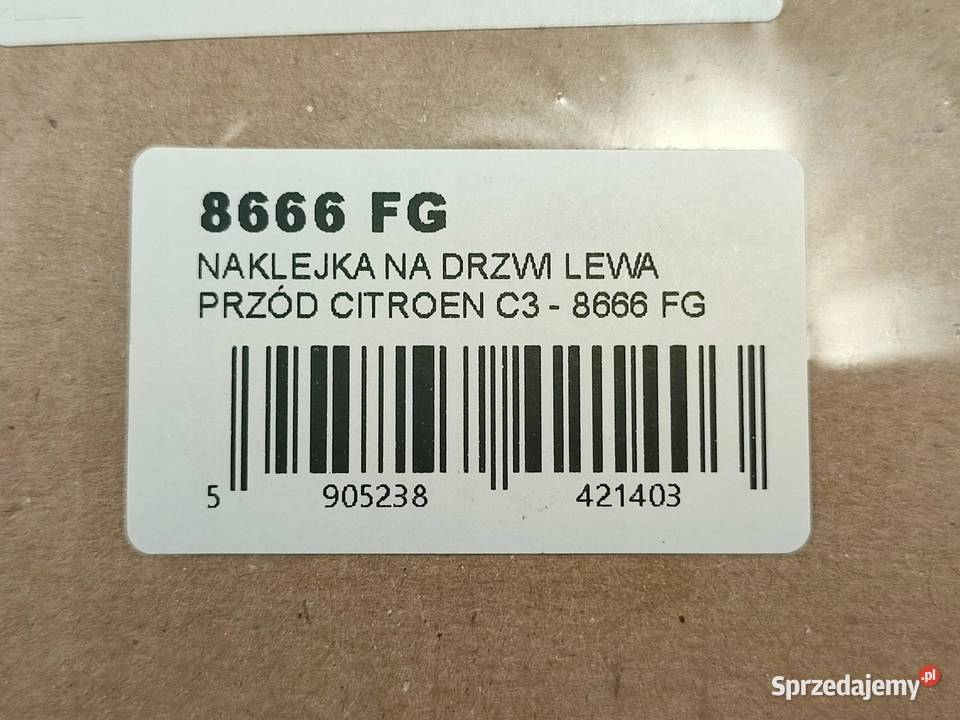 8666 FG
NAKLEJKA NA DRZWI LEWA
PRZÓD CITROEN C3 - 8666 FG
5 905238 421403
Sprzedajemy.pl